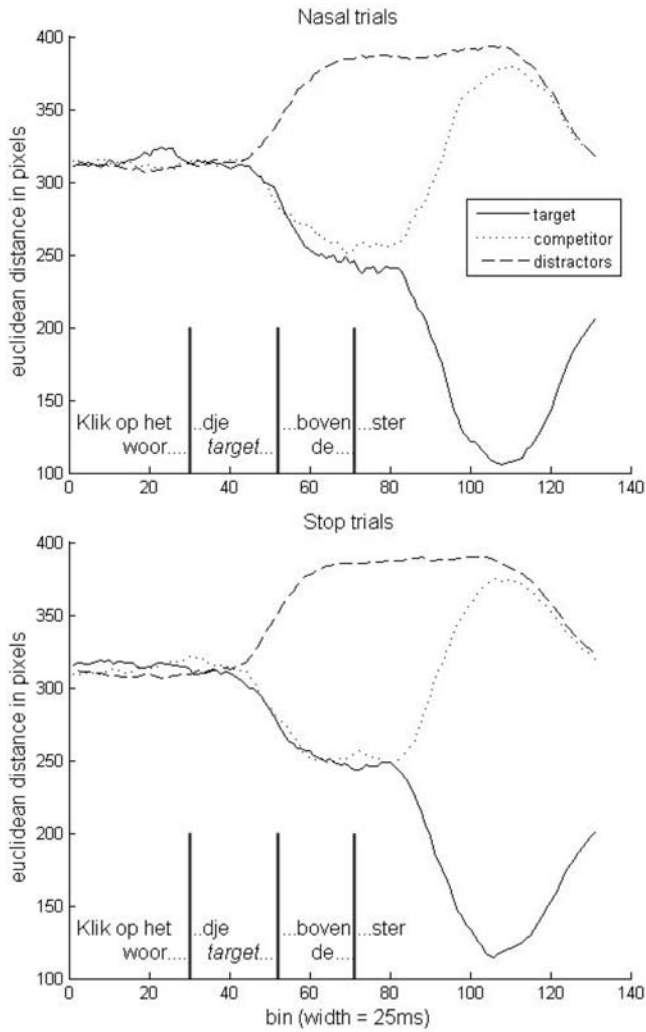 Nasal trials
400
350
300
250
200
150
100
euclidean distance in pixels
target
competitor
distractors
Klik op het ...dje ...boven ...ster
woor.... target.... de....
0 20 40 60 80 100 120 140
Stop trials
400
350
300
250
200
150
100
euclidean distance in pixels
Klik op het ...dje ...boven ...ster
woor.... target.... de....
0 20 40 60 80 100 120 140
bin (width = 25ms)